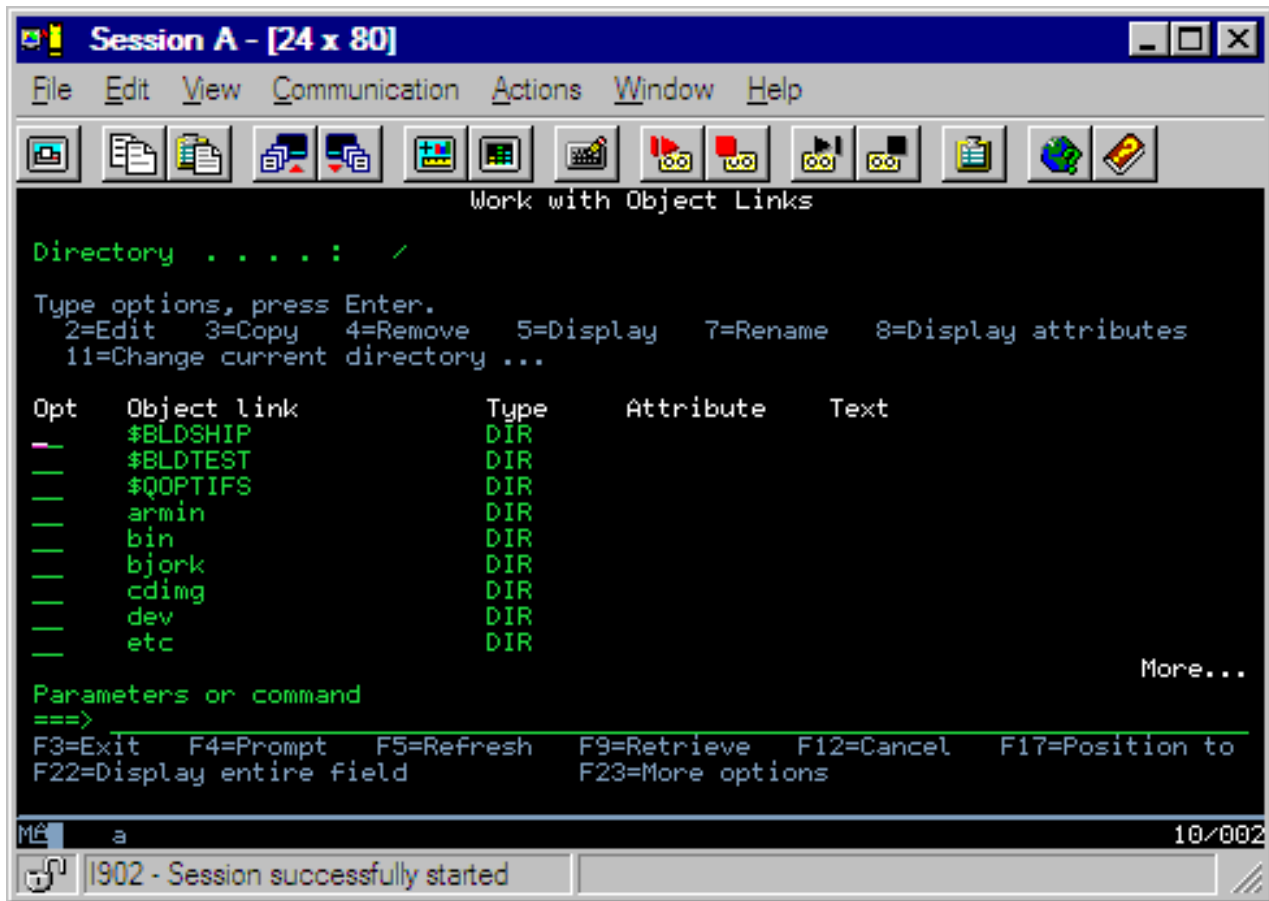 Session A - [24 x 80]
File Edit View Communication Actions Window Help
Work with Object Links
Directory . . . . : /
Type options, press Enter.
2=Edit 3=Copy 4=Remove 5=Display 7=Rename 8=Display attributes
11=Change current directory ...
Opt Object link Type Attribute Text
$BLDSHIP DIR
$BLDTEST DIR
$QOPTIFS DIR
armin DIR
bin DIR
bjork DIR
cdimg DIR
dev DIR
etc DIR
More...
Parameters or command
===>
F3=Exit F4=Prompt F5=Refresh F9=Retrieve F12=Cancel F17=Position to
F22=Display entire field F23=More options
a 10/002
I902 - Session successfully started